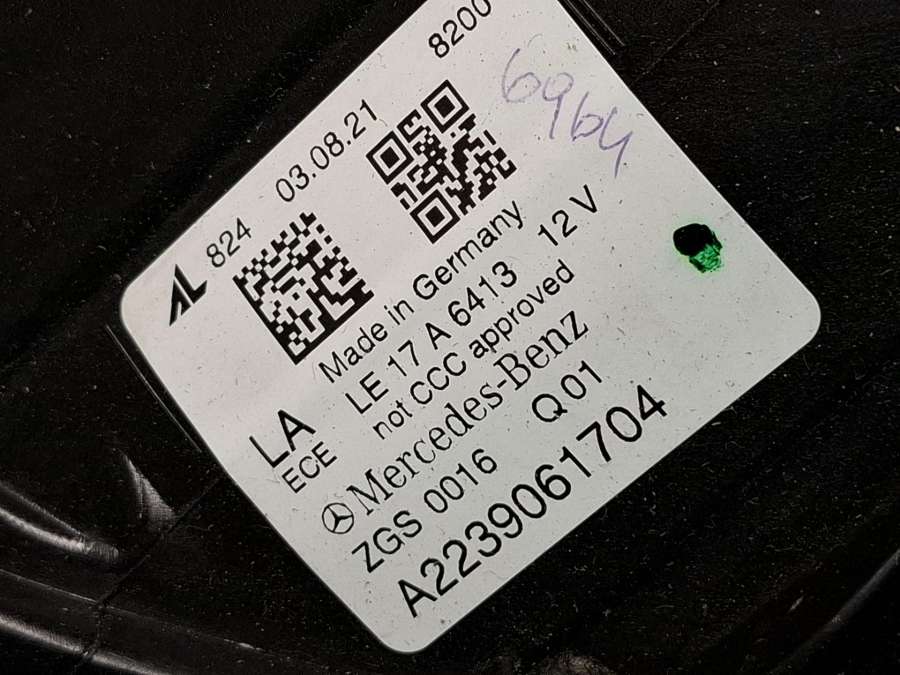 AL 824 03.08.21 8200
6964
Made in Germany
LE 17 A 6413 12 V
LA not CCC approved
ECE
Mercedes-Benz
ZGS 0016 Q01
A2239061704